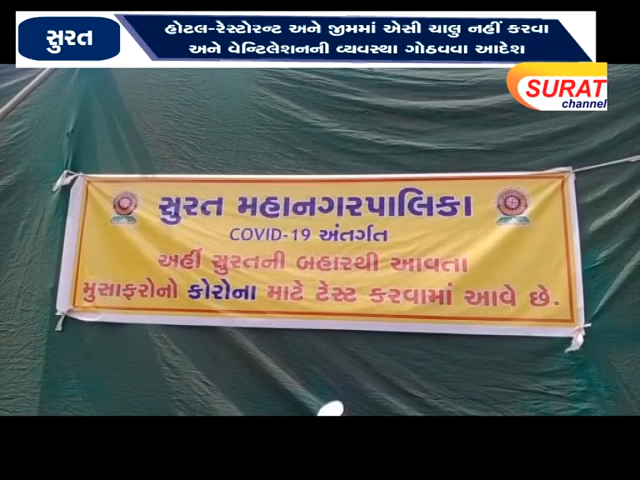 સુરત
હોટલ-રેસ્ટોરન્ટ અને જીમમાં એસી ચાલુ નહીં કરવા
અને વેન્ટિલેશનની વ્યવસ્થા ગોઠવવા આદેશ
SURAT
channel
સુરત મહાનગરપાલિકા
COVID-19 અંતર્ગત
અહીં સુરતની બહારથી આવતા
મુસાફરોનો કોરોના માટે ટેસ્ટ કરવામાં આવે છે.